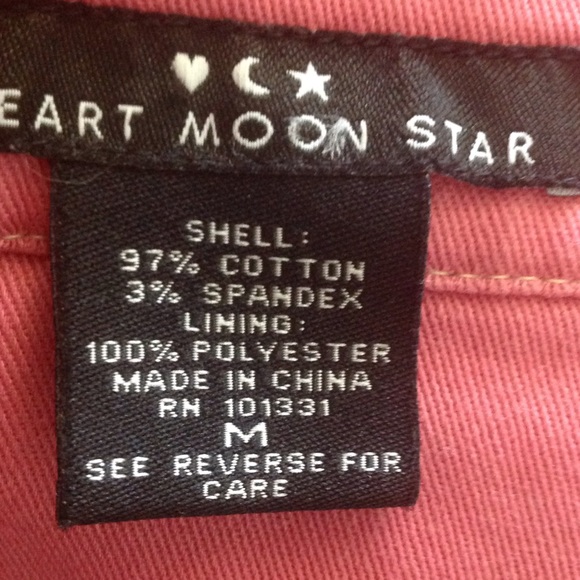 EART MOON STAR
SHELL:
97% COTTON
3% SPANDEX
LINING:
100% POLYESTER
MADE IN CHINA
RN 101331
M
SEE REVERSE FOR
CARE